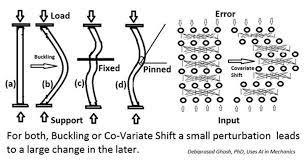 Load
Error
Buckling
Fixed
Pinned
Covariate
Shift
(a)
(b)
(c)
(d)
Support
Input
For both, Buckling or Co-Variate Shift a small perturbation leads
to a large change in the later.
Debiprasad Ghosh, PhD, Uses AI in Mechanics